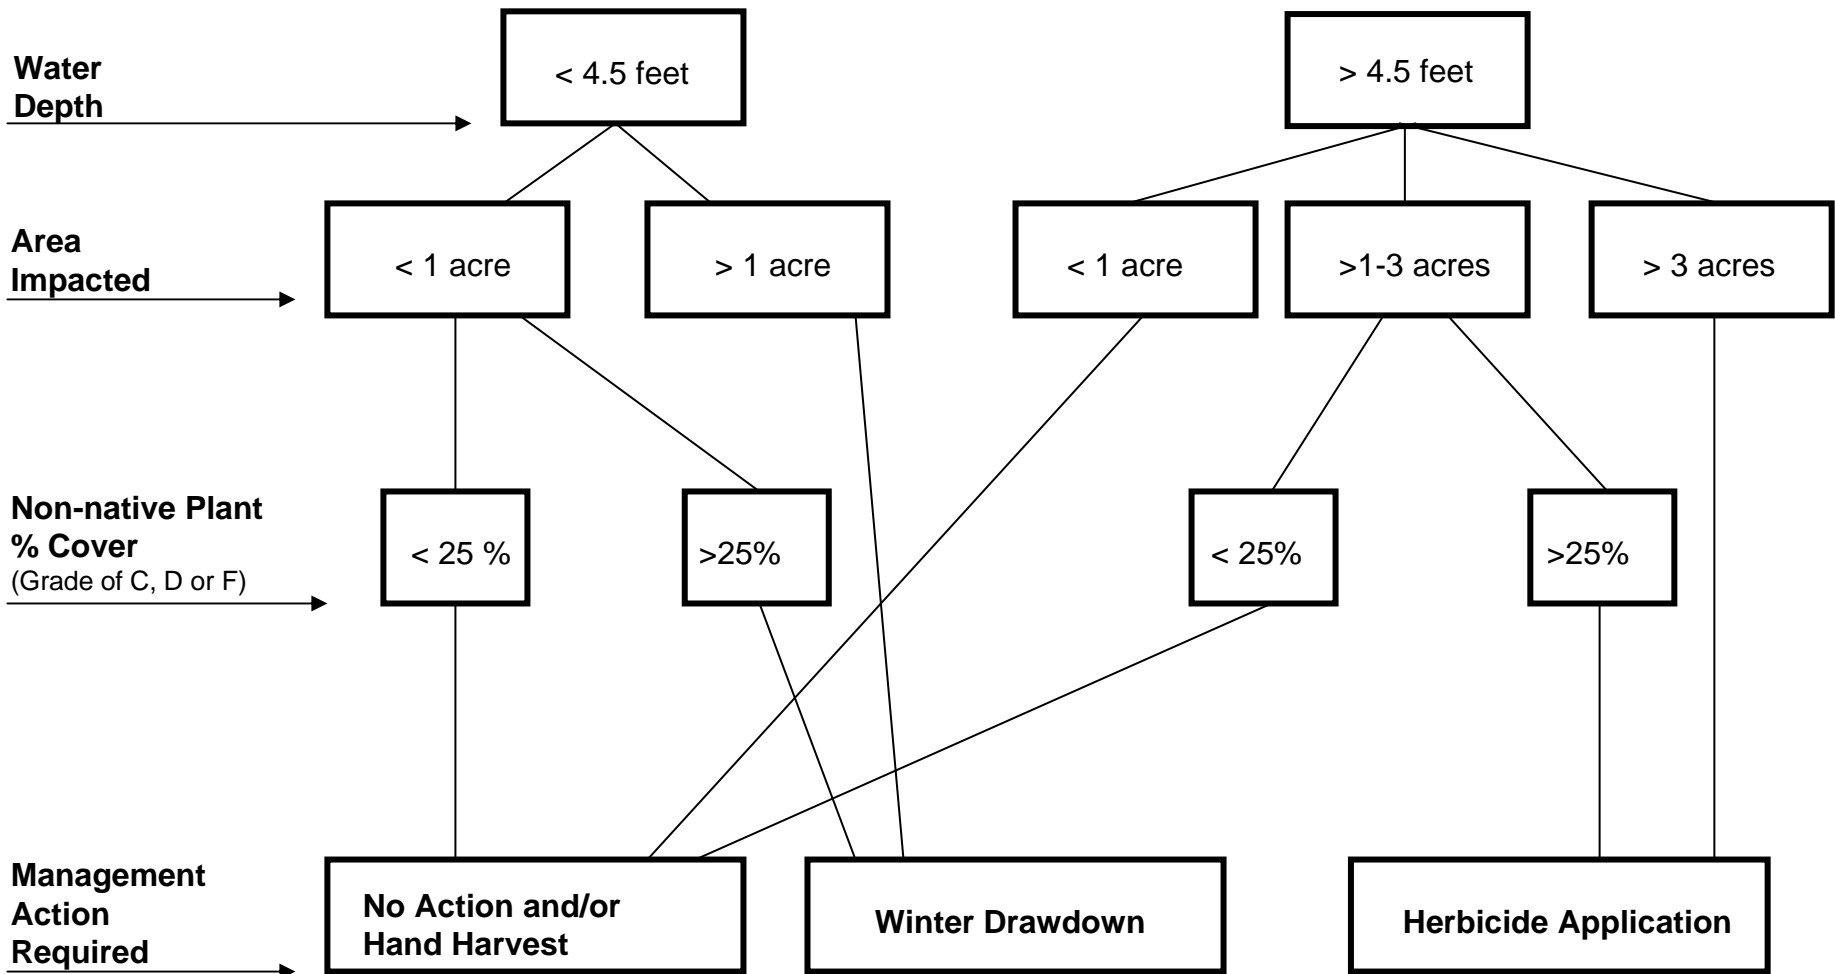 Water
Depth
< 4.5 feet
> 4.5 feet
Area
Impacted
< 1 acre
> 1 acre
< 1 acre
>1-3 acres
> 3 acres
Non-native Plant
% Cover
(Grade of C, D or F)
< 25 %
>25%
< 25%
>25%
Management
Action
Required
No Action and/or
Hand Harvest
Winter Drawdown
Herbicide Application